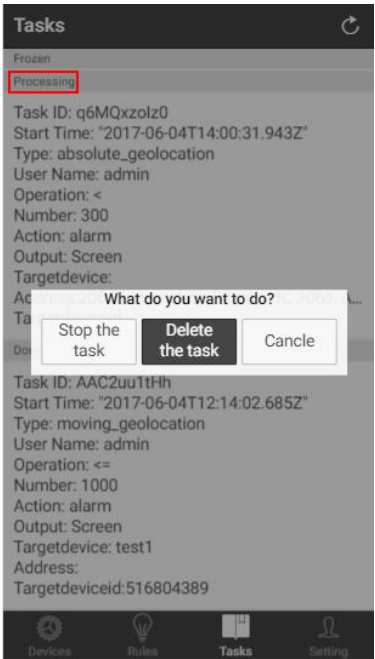 Tasks
Frozen
Processing
Task ID: q6MQxzolz0
Start Time: "2017-06-04T14:00:31.943Z"
Type: absolute_geolocation
User Name: admin
Operation: <
Number: 300
Action: alarm
Output: Screen
Targetdevice:
What do you want to do?
Stop the task
Delete the task
Cancle
Task ID: AAC2uu1tHh
Start Time: "2017-06-04T12:14:02.685Z"
Type: moving_geolocation
User Name: admin
Operation: <=
Number: 1000
Action: alarm
Output: Screen
Targetdevice: test1
Address:
Targetdeviceid:516804389
Devices
Rules
Tasks
Setting